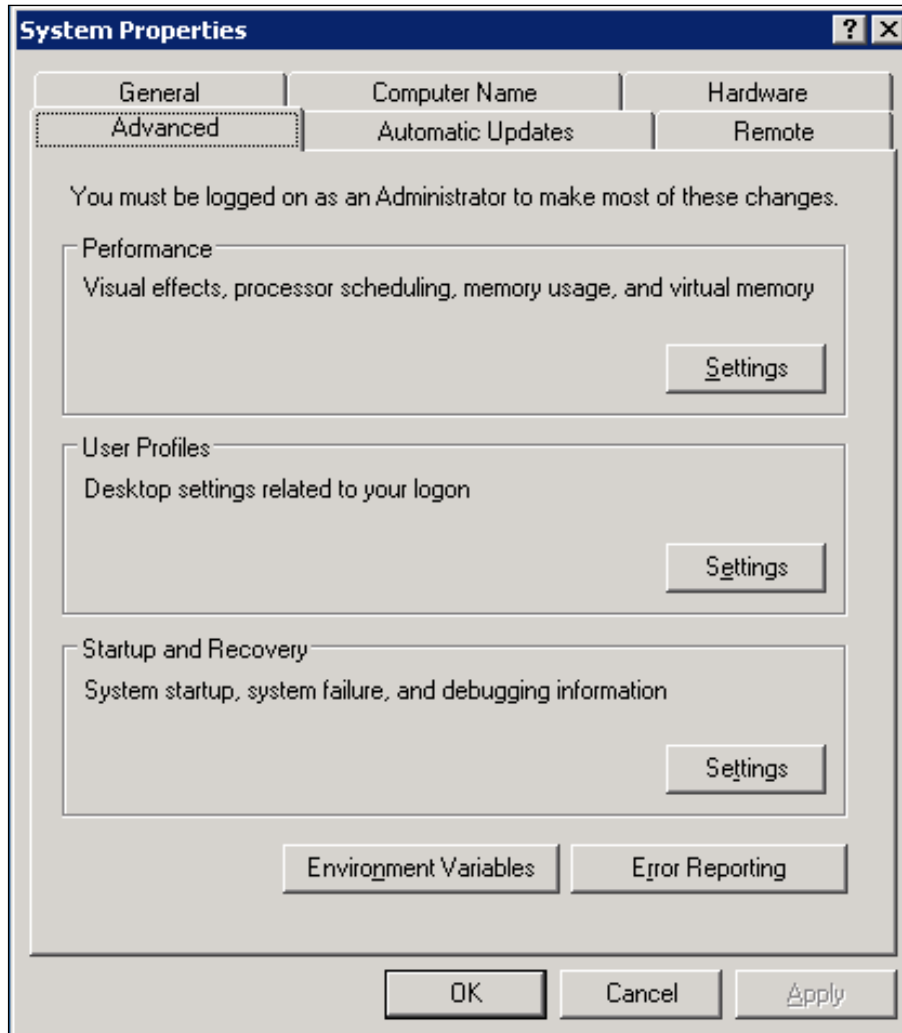 System Properties
General Computer Name Hardware
Advanced Automatic Updates Remote
You must be logged on as an Administrator to make most of these changes.
Performance
Visual effects, processor scheduling, memory usage, and virtual memory
Settings
User Profiles
Desktop settings related to your logon
Settings
Startup and Recovery
System startup, system failure, and debugging information
Settings
Environment Variables Error Reporting
OK Cancel Apply